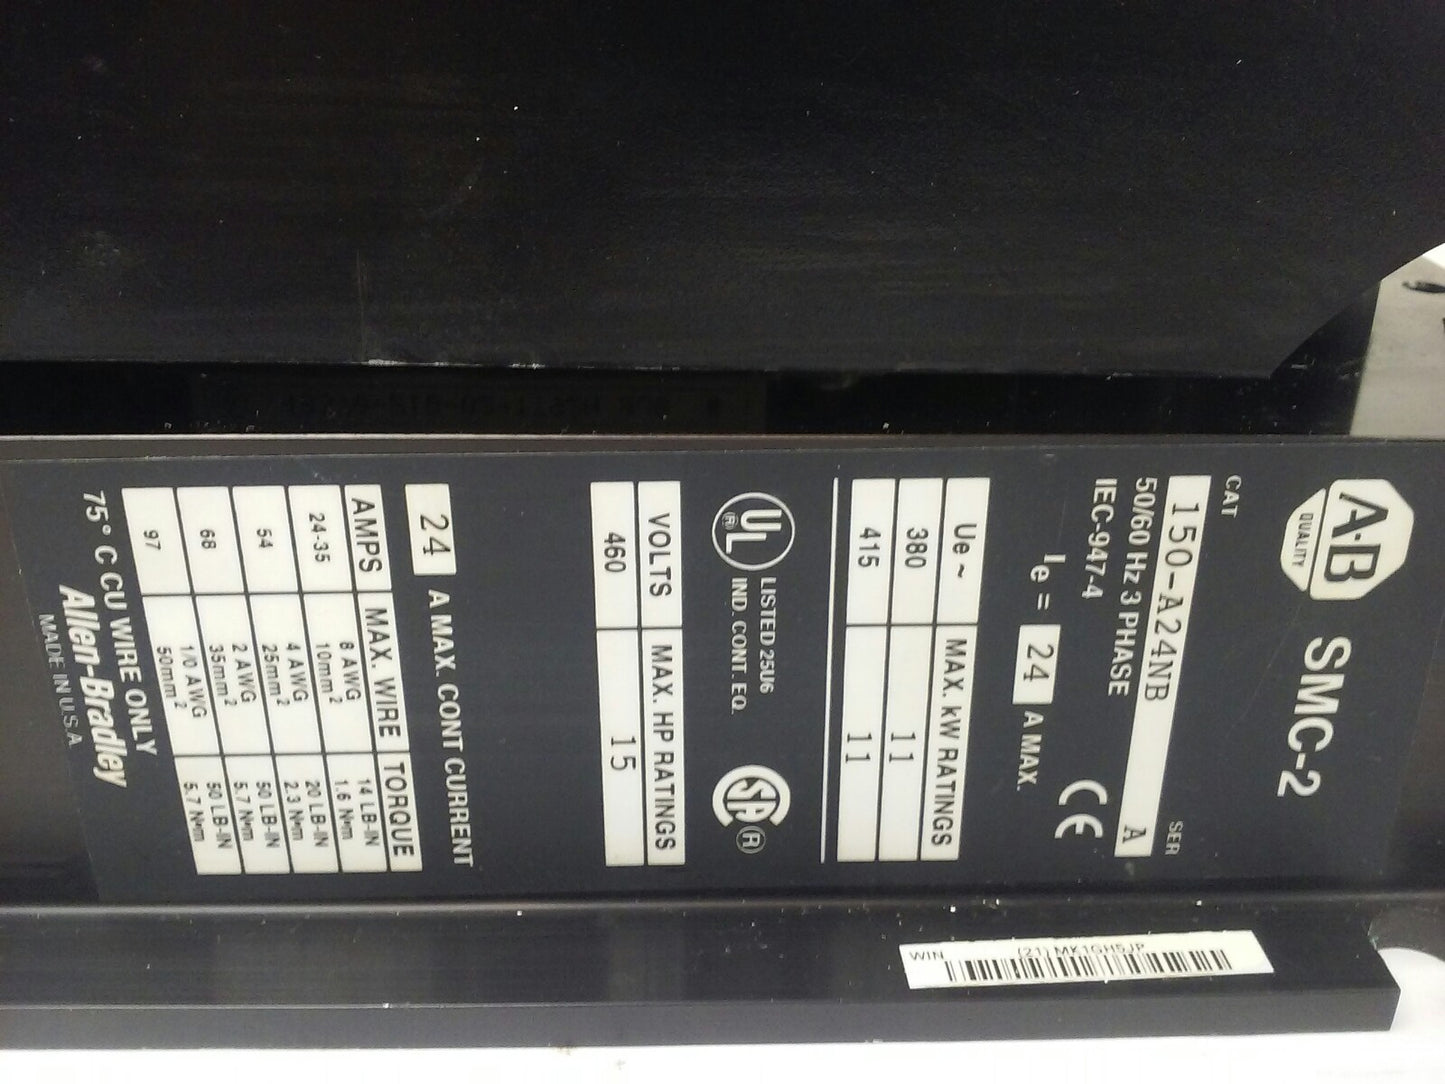 A-B
QUALITY
SMC-2
CAT
SER
150-A24NB A
50/60 Hz 3 PHASE
IEC-947-4
CE
Ie = 24 A MAX.
Ue ~ MAX. kW RATINGS
380 11
415 11
UL
(R)
LISTED 25U6
IND. CONT. EQ.
SA (R)
VOLTS MAX. HP RATINGS
460 15
24 A MAX. CONT CURRENT
AMPS MAX. WIRE TORQUE
24-35 8 AWG 14 LB-IN
10mm² 1.6 N•m
54 4 AWG 20 LB-IN
25mm² 2.3 N•m
68 2 AWG 50 LB-IN
35mm² 5.7 N•m
97 1/0 AWG 50 LB-IN
50mm² 5.7 N•m
75° C CU WIRE ONLY
Allen-Bradley
MADE IN U.S.A
WIN (21) MK1GH5JP